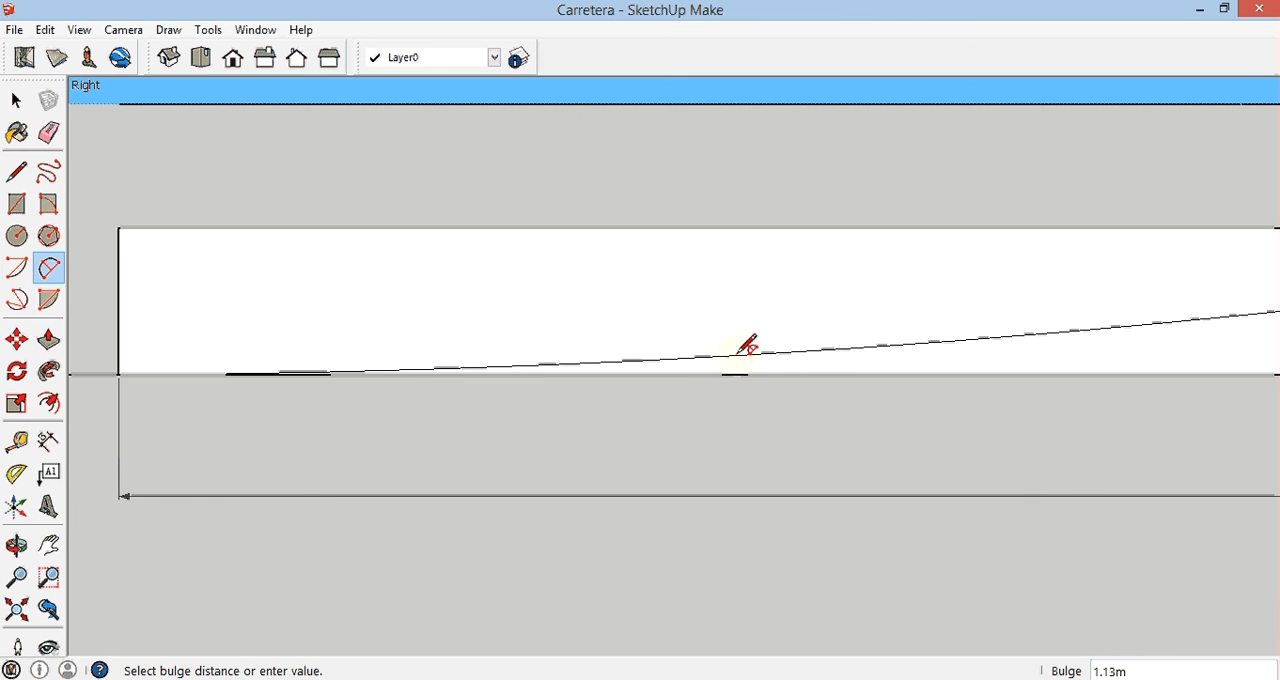 Carretera - SketchUp Make
File Edit View Camera Draw Tools Window Help
Layer0
Right
A1
Select bulge distance or enter value.
Bulge 1.13m